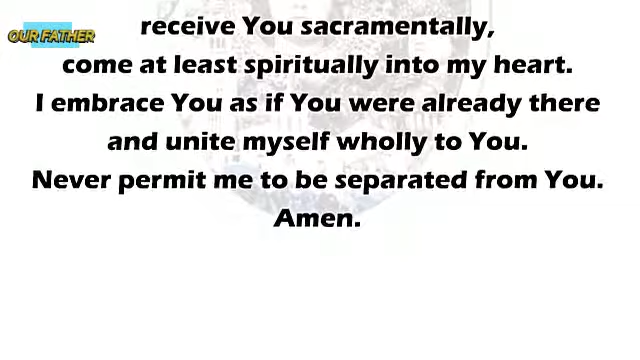 OUR FATHER
receive You sacramentally,
come at least spiritually into my heart.
I embrace You as if You were already there
and unite myself wholly to You.
Never permit me to be separated from You.
Amen.